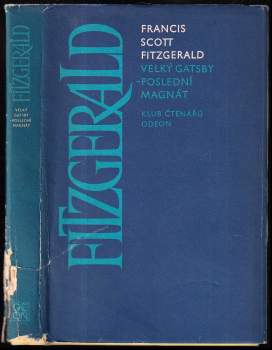 FITZGERALD
VELKÝ
GATSBY
POSLEDNÍ
MAGNÁT
FITZGERALD
FRANCIS
SCOTT
FITZGERALD
VELKÝ GATSBY
-POSLEDNÍ
MAGNÁT
KLUB ČTENÁŘŮ
ODEON